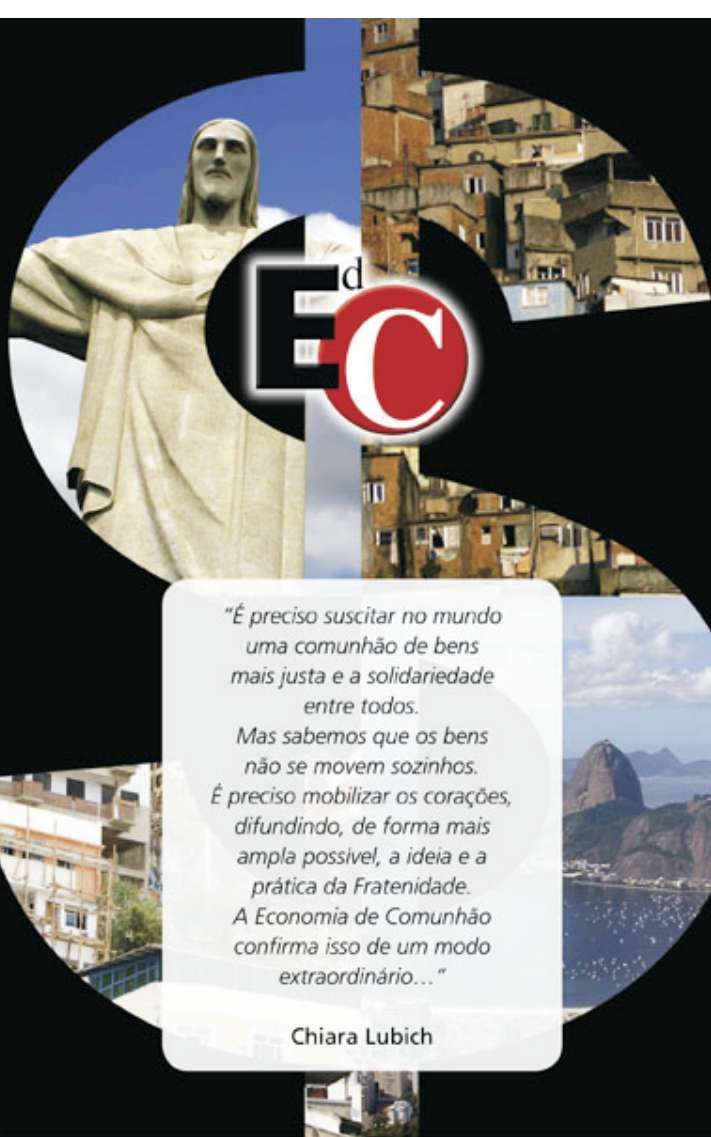 EdC
"É preciso suscitar no mundo
uma comunhão de bens
mais justa e a solidariedade
entre todos.
Mas sabemos que os bens
não se movem sozinhos.
É preciso mobilizar os corações,
difundindo, de forma mais
ampla possível, a ideia e a
prática da Fratenidade.
A Economia de Comunhão
confirma isso de um modo
extraordinário..."
Chiara Lubich